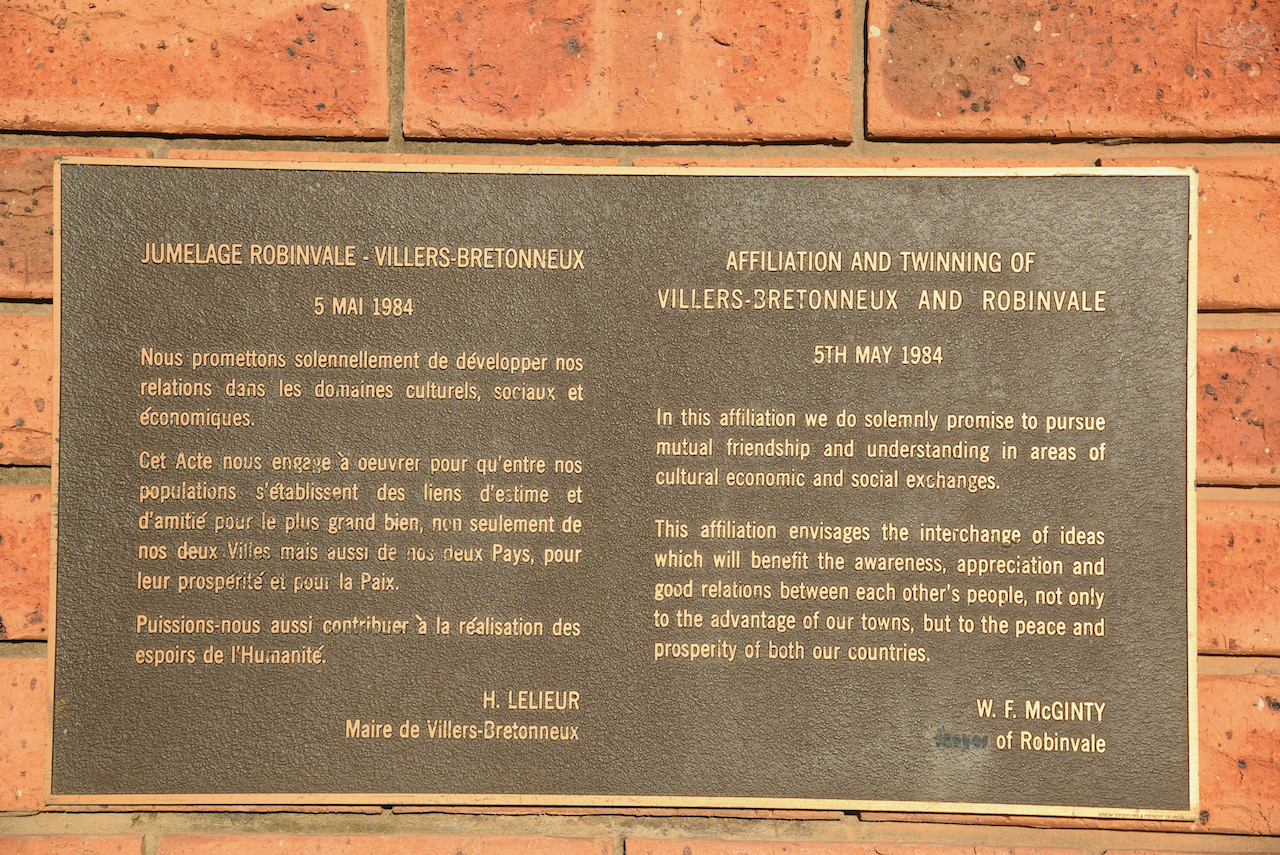 JUMELAGE ROBINVALE - VILLERS-BRETONNEUX
5 MAI 1984
Nous promettons solennellement de développer nos
relations dans les domaines culturels, sociaux et
économiques.
Cet Acte nous engage à oeuvrer pour qu'entre nos
populations s'établissent des liens d'estime et
d'amitié pour le plus grand bien, non seulement de
nos deux Villes mais aussi de nos deux Pays, pour
leur prospérité et pour la Paix.
Puissions-nous aussi contribuer à la réalisation des
espoirs de l'Humanité.
H. LELIEUR
Maire de Villers-Bretonneux
AFFILIATION AND TWINNING OF
VILLERS-BRETONNEUX AND ROBINVALE
5TH MAY 1984
In this affiliation we do solemnly promise to pursue
mutual friendship and understanding in areas of
cultural economic and social exchanges.
This affiliation envisages the interchange of ideas
which will benefit the awareness, appreciation and
good relations between each other's people, not only
to the advantage of our towns, but to the peace and
prosperity of both our countries.
W. F. McGINTY
of Robinvale